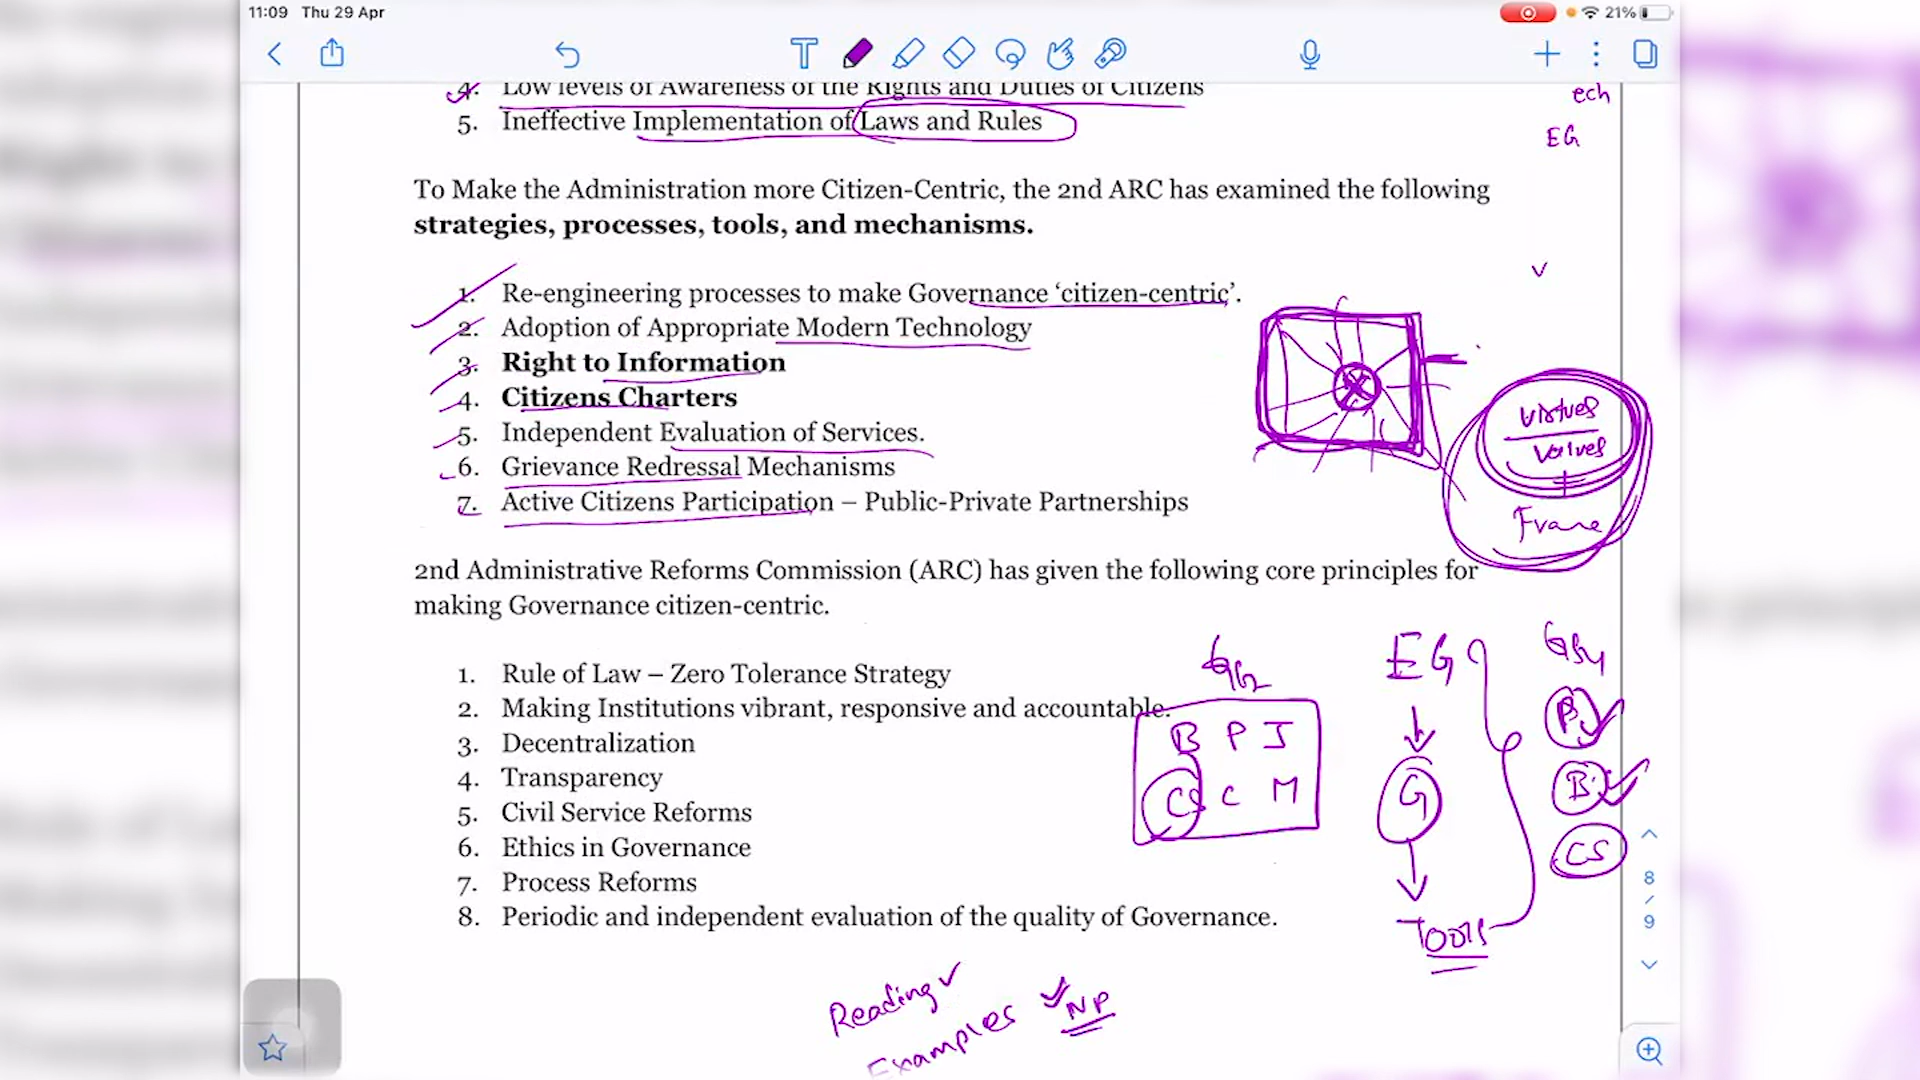 11:09 Thu 29 Apr
21%
4. Low levels of Awareness of the Rights and Duties of Citizens
ech
5. Ineffective Implementation of Laws and Rules
EG
To Make the Administration more Citizen-Centric, the 2nd ARC has examined the following
strategies, processes, tools, and mechanisms.
v
1. Re-engineering processes to make Governance ‘citizen-centric’.
2. Adoption of Appropriate Modern Technology
3. Right to Information
4. Citizens Charters
5. Independent Evaluation of Services.
6. Grievance Redressal Mechanisms
7. Active Citizens Participation – Public-Private Partnerships
Virtues
Values
+
Frame
2nd Administrative Reforms Commission (ARC) has given the following core principles for
making Governance citizen-centric.
1. Rule of Law – Zero Tolerance Strategy
2. Making Institutions vibrant, responsive and accountable.
3. Decentralization
4. Transparency
5. Civil Service Reforms
6. Ethics in Governance
7. Process Reforms
8. Periodic and independent evaluation of the quality of Governance.
B P J
CS C M
EG
G
Tools
P
B
CS
8
/
9
Reading
Examples NP